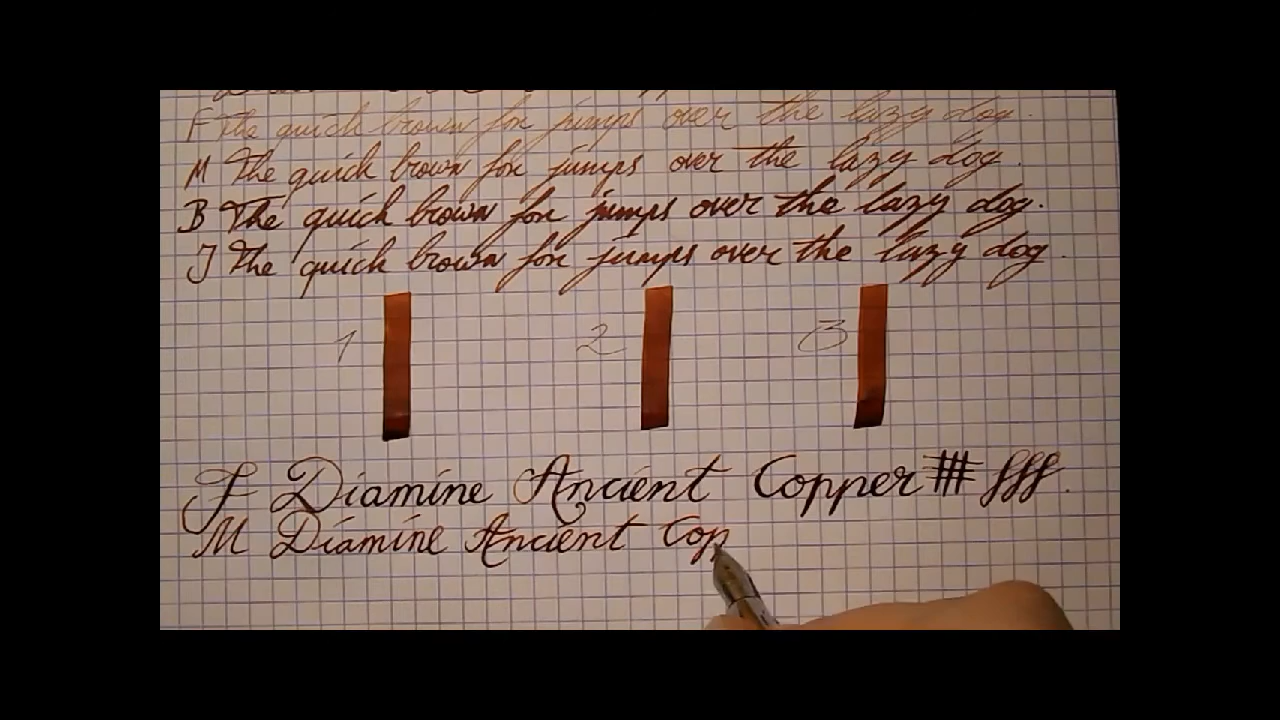 F The quick brown fox jumps over the lazy dog.
M The quick brown fox jumps over the lazy dog.
B The quick brown fox jumps over the lazy dog.
J The quick brown fox jumps over the lazy dog.
1 2 3
F Diamine Ancient Copper # fff.
M Diamine Ancient Cop